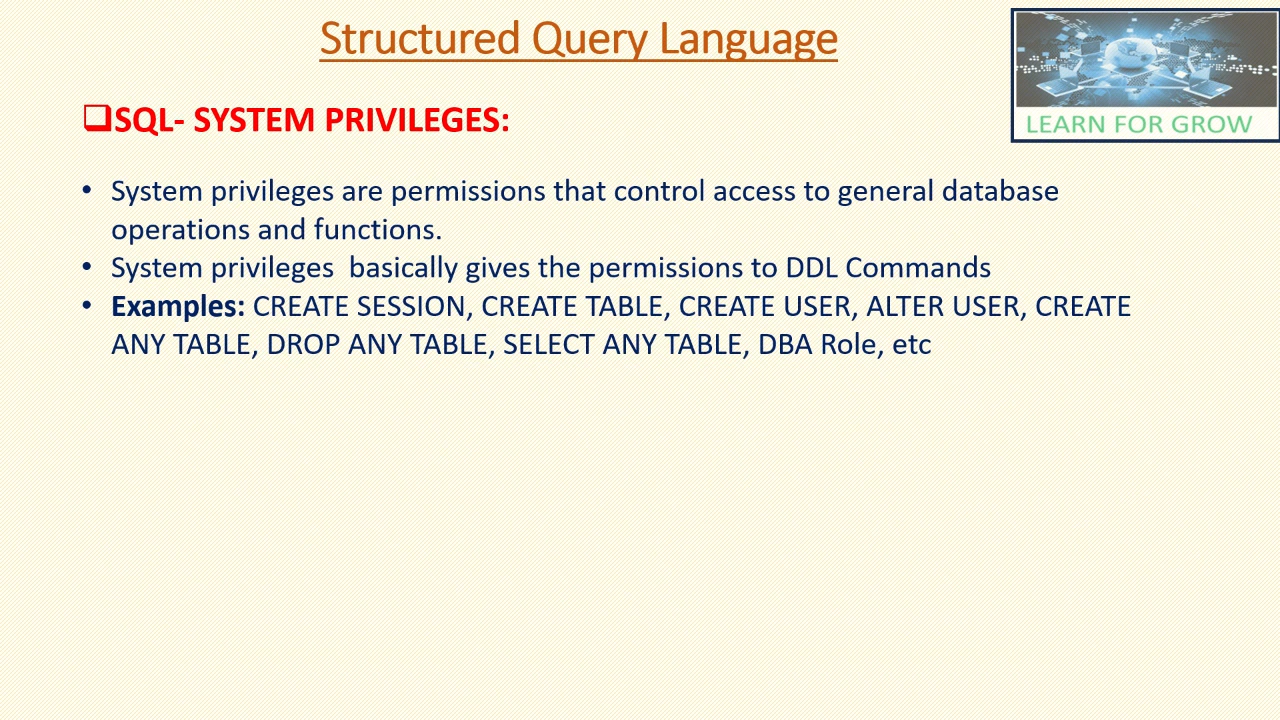 Structured Query Language
LEARN FOR GROW
SQL- SYSTEM PRIVILEGES:
• System privileges are permissions that control access to general database
operations and functions.
• System privileges  basically gives the permissions to DDL Commands
• Examples: CREATE SESSION, CREATE TABLE, CREATE USER, ALTER USER, CREATE
ANY TABLE, DROP ANY TABLE, SELECT ANY TABLE, DBA Role, etc